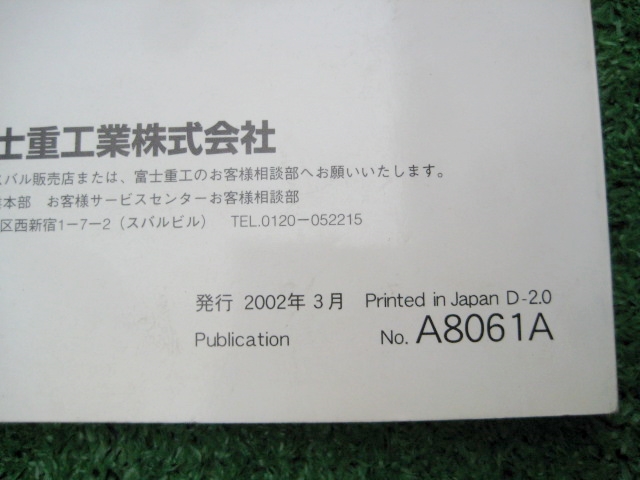 士重工業株式会社
スバル販売店または、富士重工のお客様相談部へお願いいたします。
本部 お客様サービスセンターお客様相談部
区西新宿1-7-2（スバルビル） TEL.0120-052215
発行 2002年 3月 Printed in Japan D-2.0
Publication No. A8061A